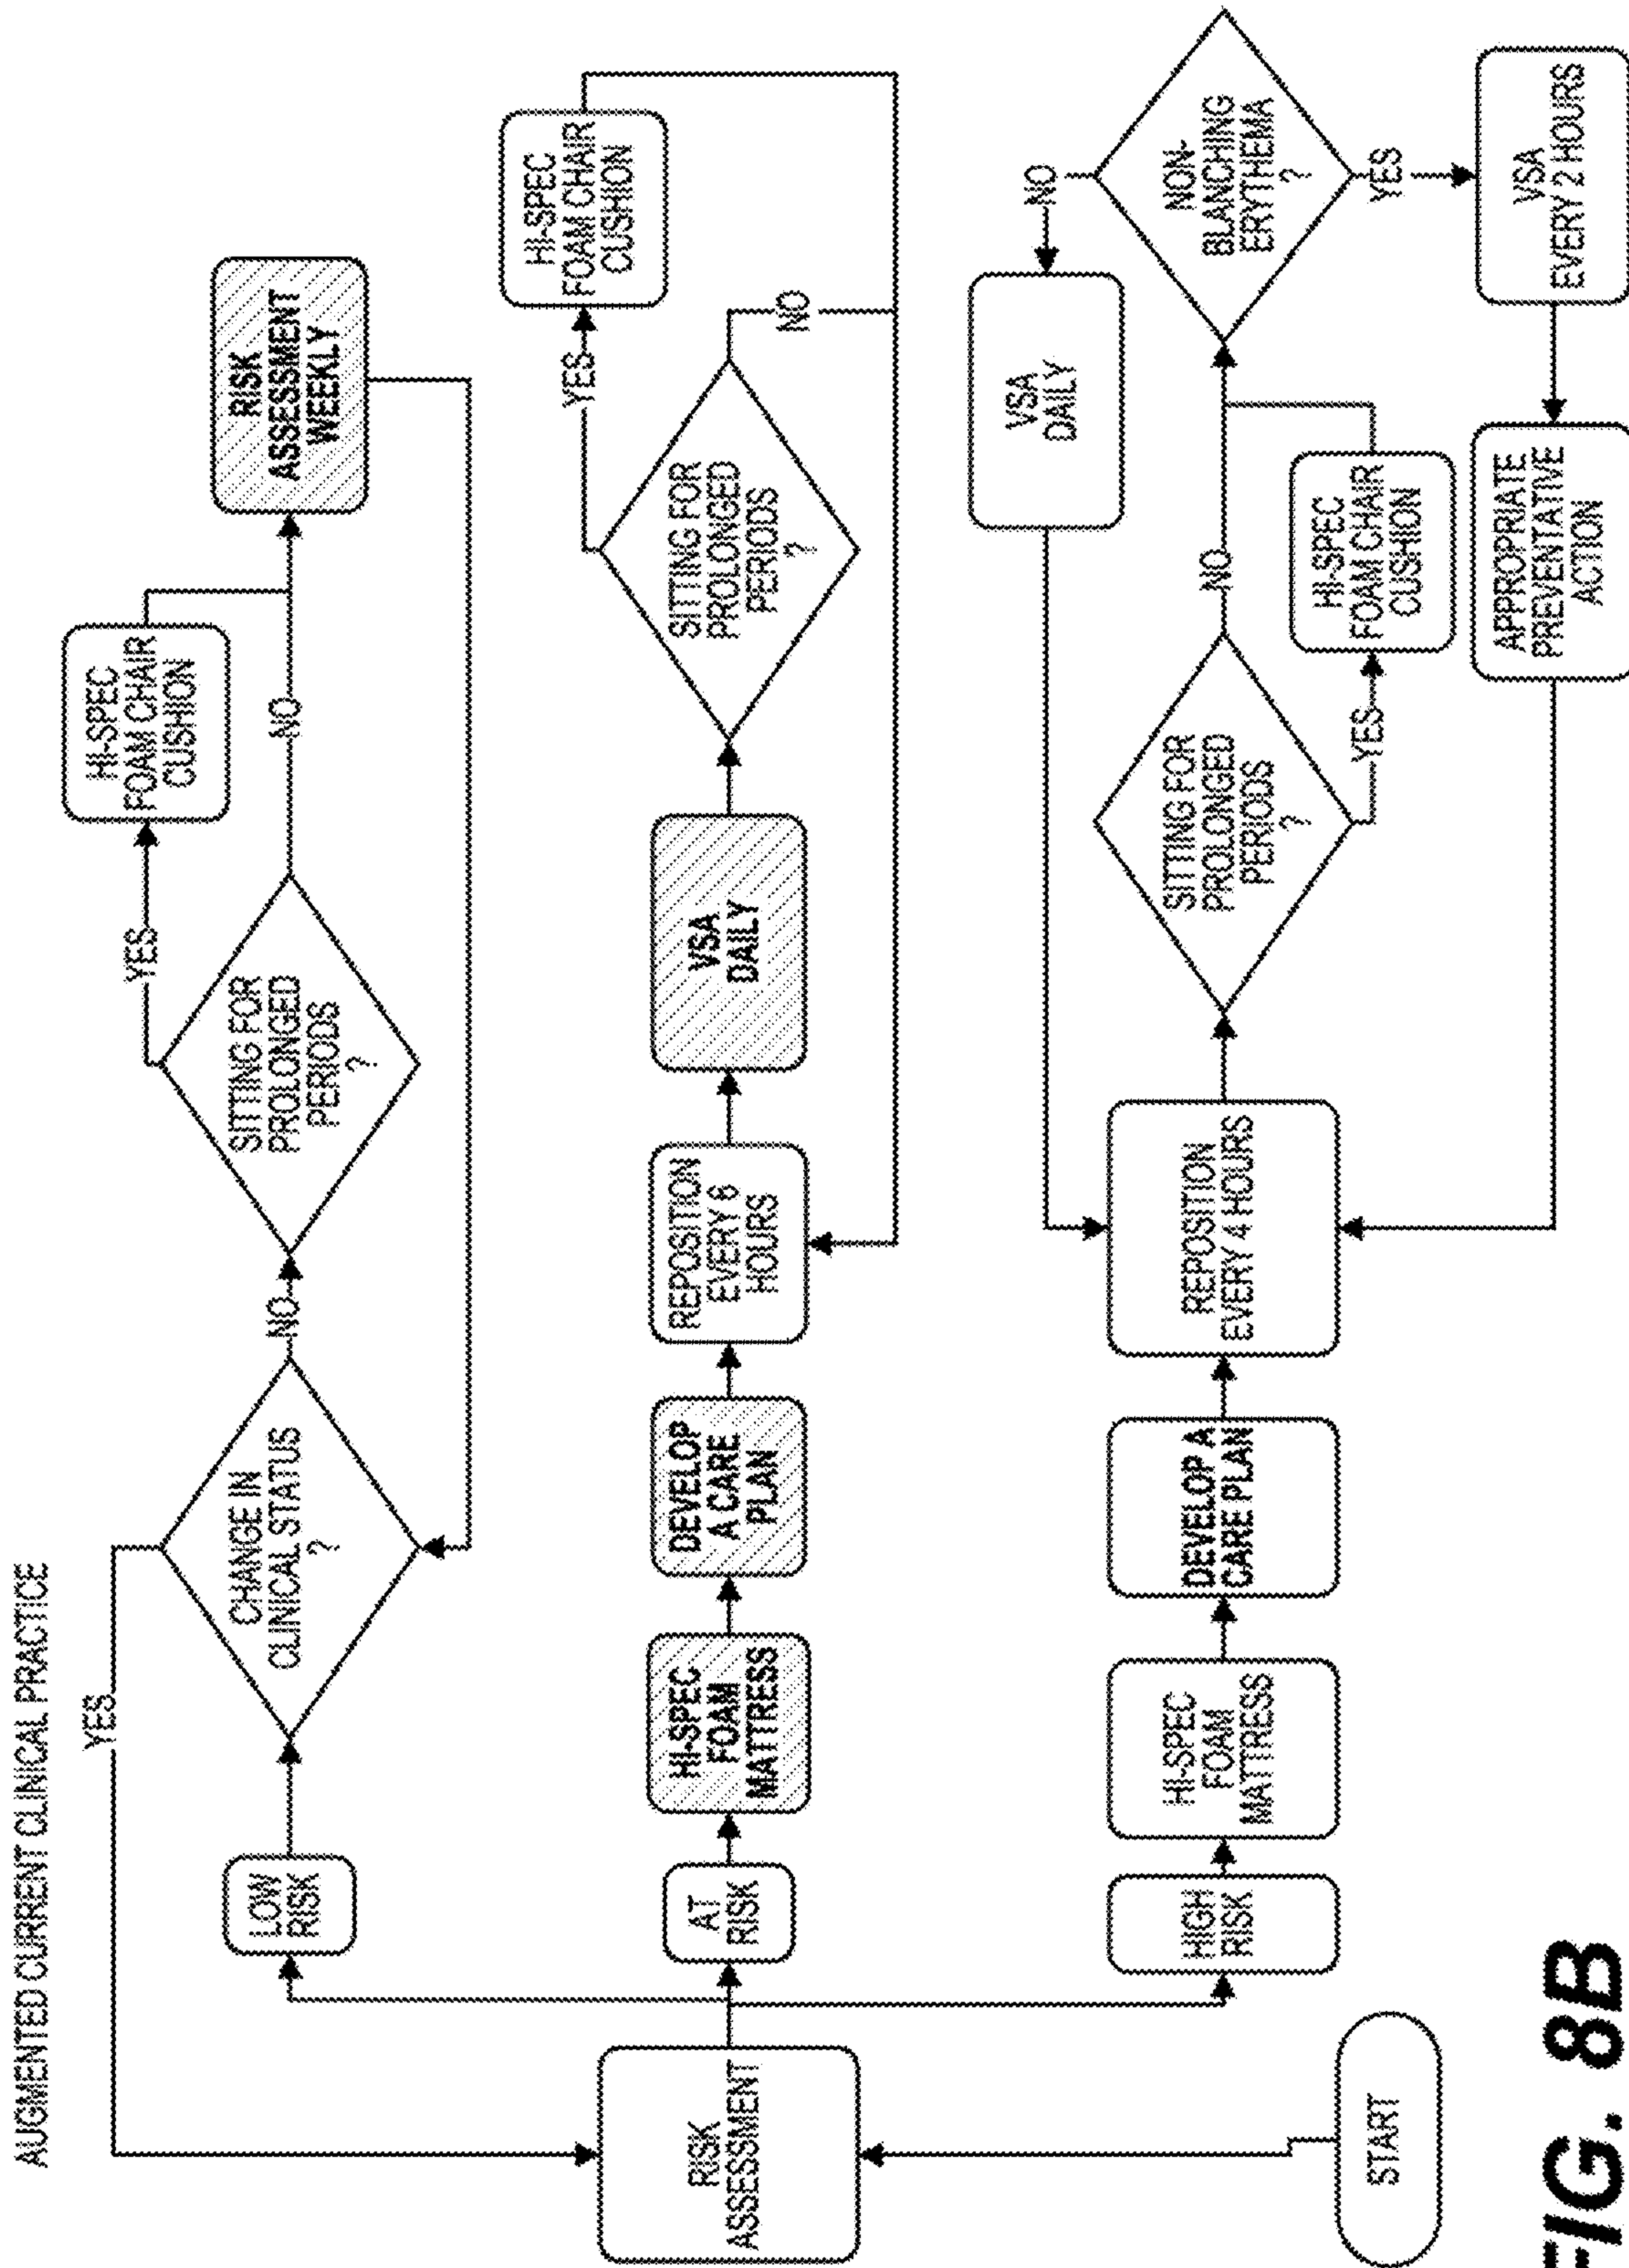 AUGMENTED CURRENT CLINICAL PRACTICE
START
RISK
ASSESSMENT
LOW
RISK
YES
CHANGE IN
CLINICAL STATUS
?
NO
SITTING FOR
PROLONGED
PERIODS
?
YES
HI-SPEC
FOAM CHAIR
CUSHION
NO
RISK
ASSESSMENT
WEEKLY
AT
RISK
HI-SPEC
FOAM
MATTRESS
DEVELOP
A CARE
PLAN
REPOSITION
EVERY 6
HOURS
VSA
DAILY
SITTING FOR
PROLONGED
PERIODS
?
YES
HI-SPEC
FOAM CHAIR
CUSHION
NO
HIGH
RISK
HI-SPEC
FOAM
MATTRESS
DEVELOP A
CARE PLAN
REPOSITION
EVERY 4 HOURS
SITTING FOR
PROLONGED
PERIODS
?
NO
YES
HI-SPEC
FOAM CHAIR
CUSHION
NON-
BLANCHING
ERYTHEMA
?
NO
VSA
DAILY
YES
VSA
EVERY 2 HOURS
APPROPRIATE
PREVENTATIVE
ACTION
FIG. 8B